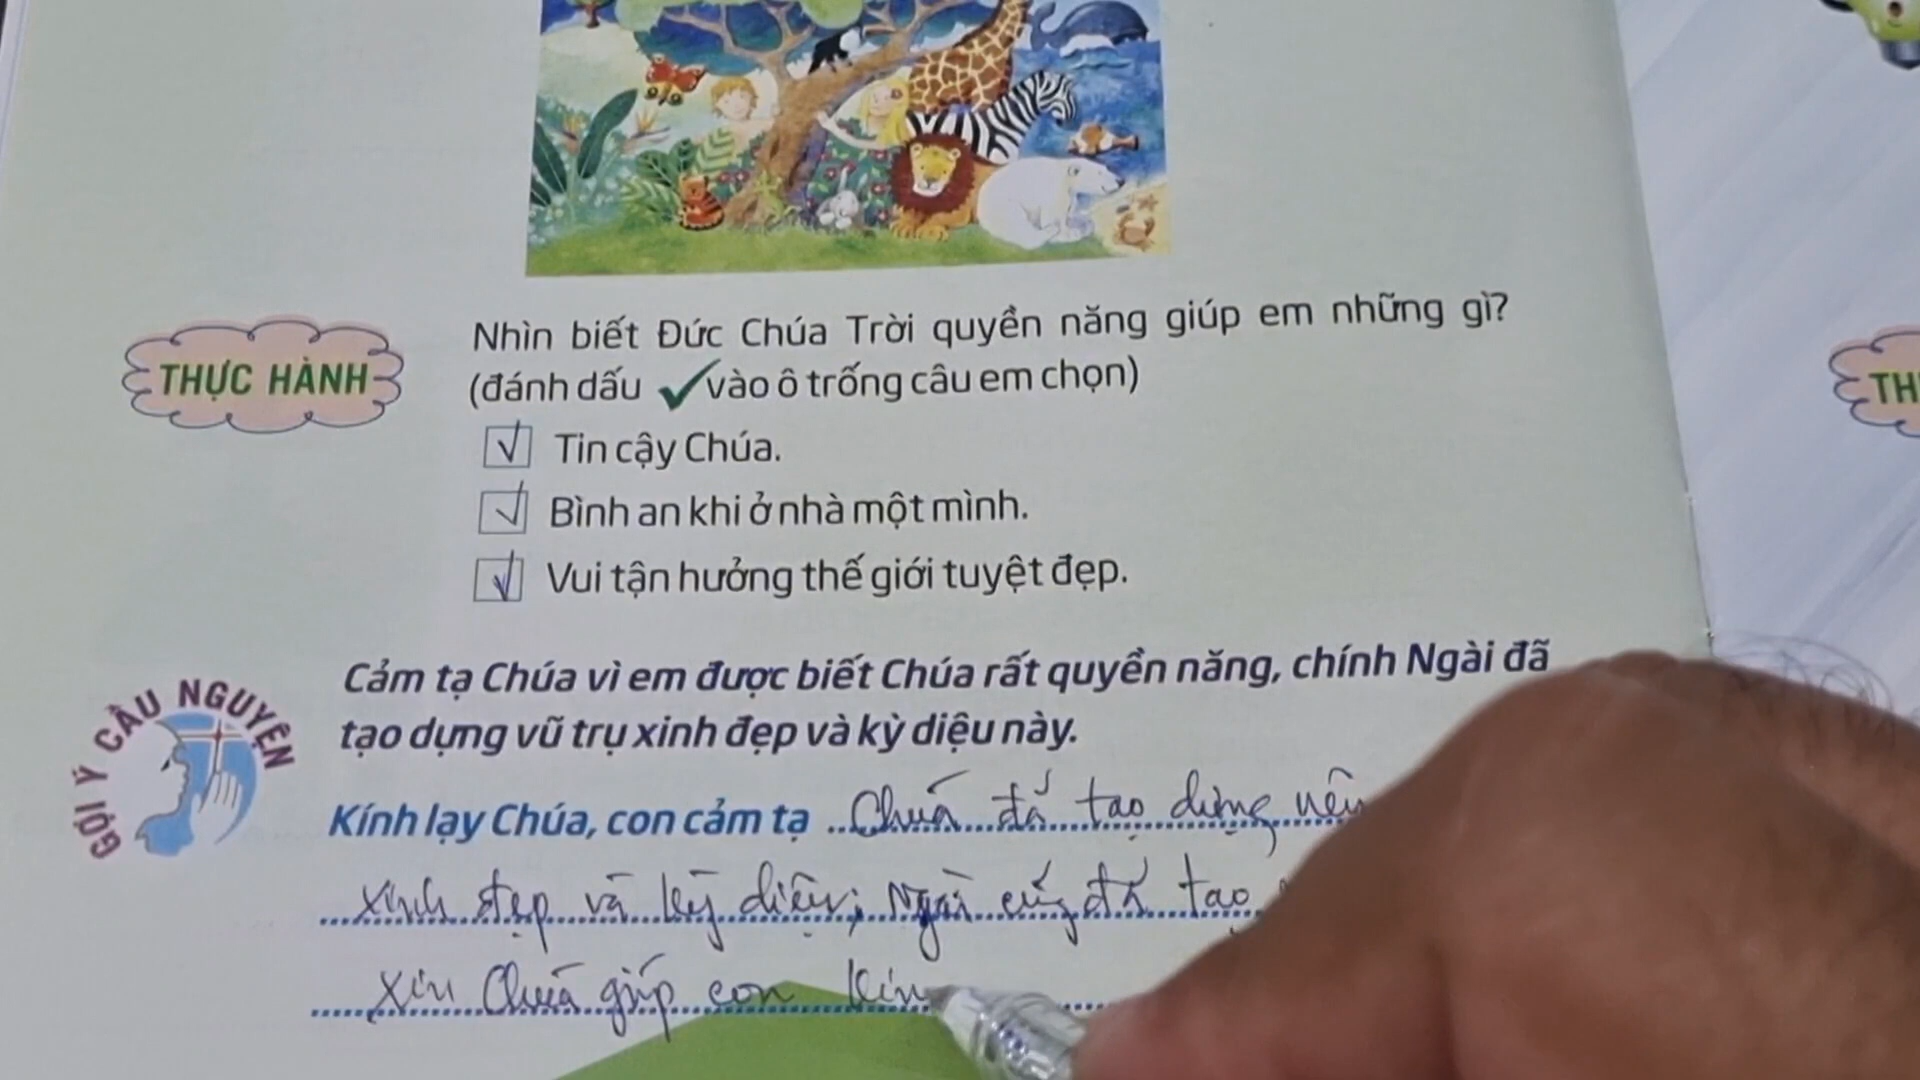 Nhìn biết Đức Chúa Trời quyền năng giúp em những gì?
THỰC HÀNH
(đánh dấu ✓ vào ô trống câu em chọn)
√ Tin cậy Chúa.
√ Bình an khi ở nhà một mình.
√ Vui tận hưởng thế giới tuyệt đẹp.
GỢI Ý CẦU NGUYỆN
Cảm tạ Chúa vì em được biết Chúa rất quyền năng, chính Ngài đã
tạo dựng vũ trụ xinh đẹp và kỳ diệu này.
Kính lạy Chúa, con cảm tạ Chúa đã tạo dựng nên
xinh đẹp và kỳ diệu; Ngài cũng đã tạo
xin Chúa giúp con kín
TH